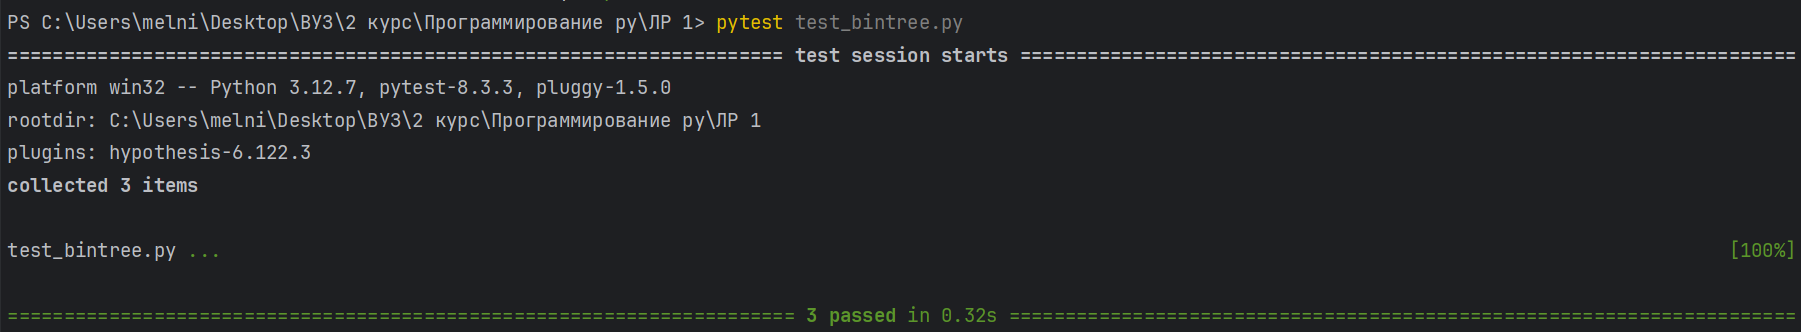 PS C:\Users\melni\Desktop\ВУЗ\2 курс\Программирование py\ЛР 1> pytest test_bintree.py
===================================================================== test session starts =====================================================================
platform win32 -- Python 3.12.7, pytest-8.3.3, pluggy-1.5.0
rootdir: C:\Users\melni\Desktop\ВУЗ\2 курс\Программирование py\ЛР 1
plugins: hypothesis-6.122.3
collected 3 items
test_bintree.py ... [100%]
====================================================================== 3 passed in 0.32s ======================================================================